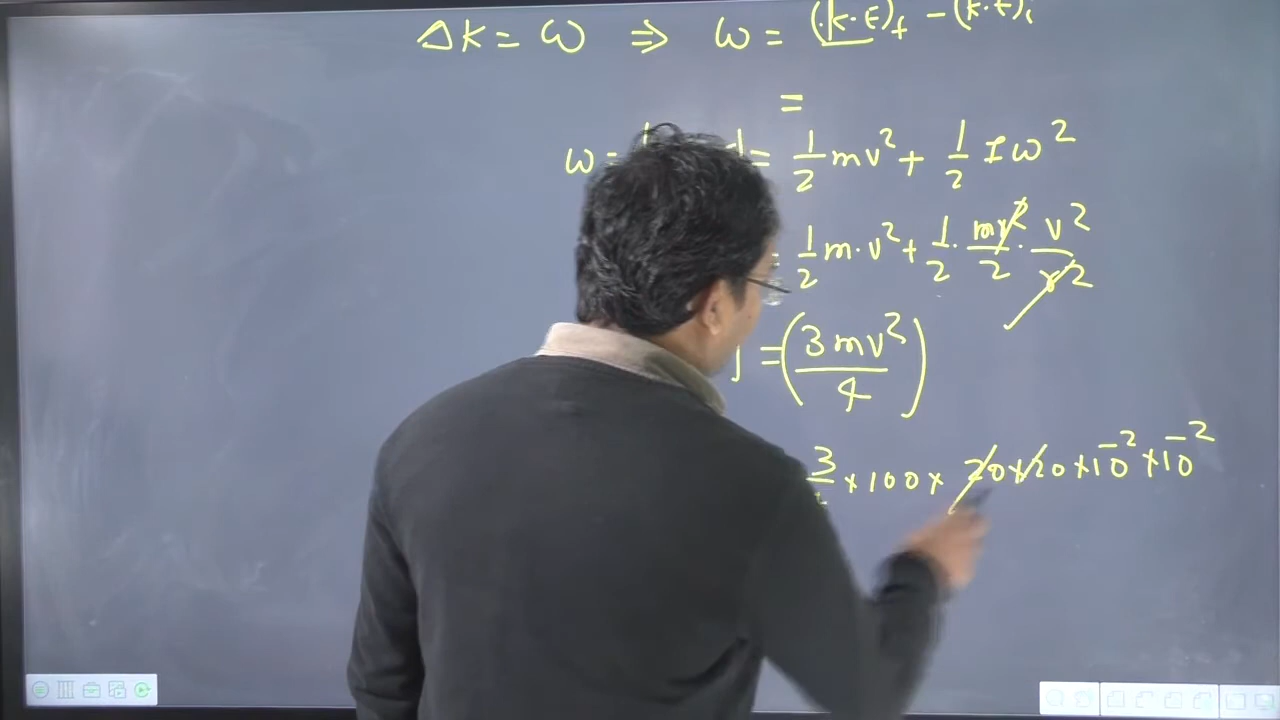 ΔK = ω ⇒ ω = (K·E)f − (K·E)i
=
ω = = 1/2 mv² + 1/2 Iω²
= 1/2 m·v² + 1/2 · mr²/2 · v²/r²
= (3mv²/4)
3 × 100 × 20 × 20 × 10⁻² × 10⁻²